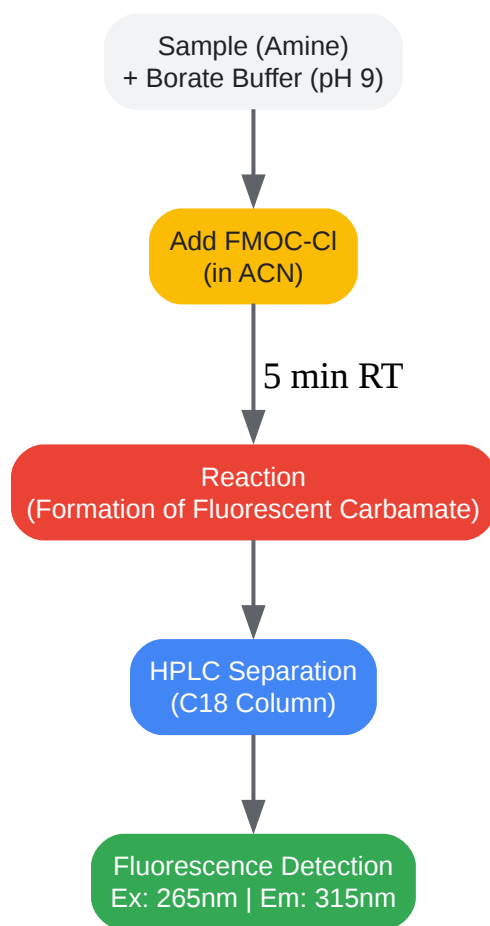 Sample (Amine)
+ Borate Buffer (pH 9)
Add FMOC-Cl
(in ACN)
5 min RT
Reaction
(Formation of Fluorescent Carbamate)
HPLC Separation
(C18 Column)
Fluorescence Detection
Ex: 265nm | Em: 315nm